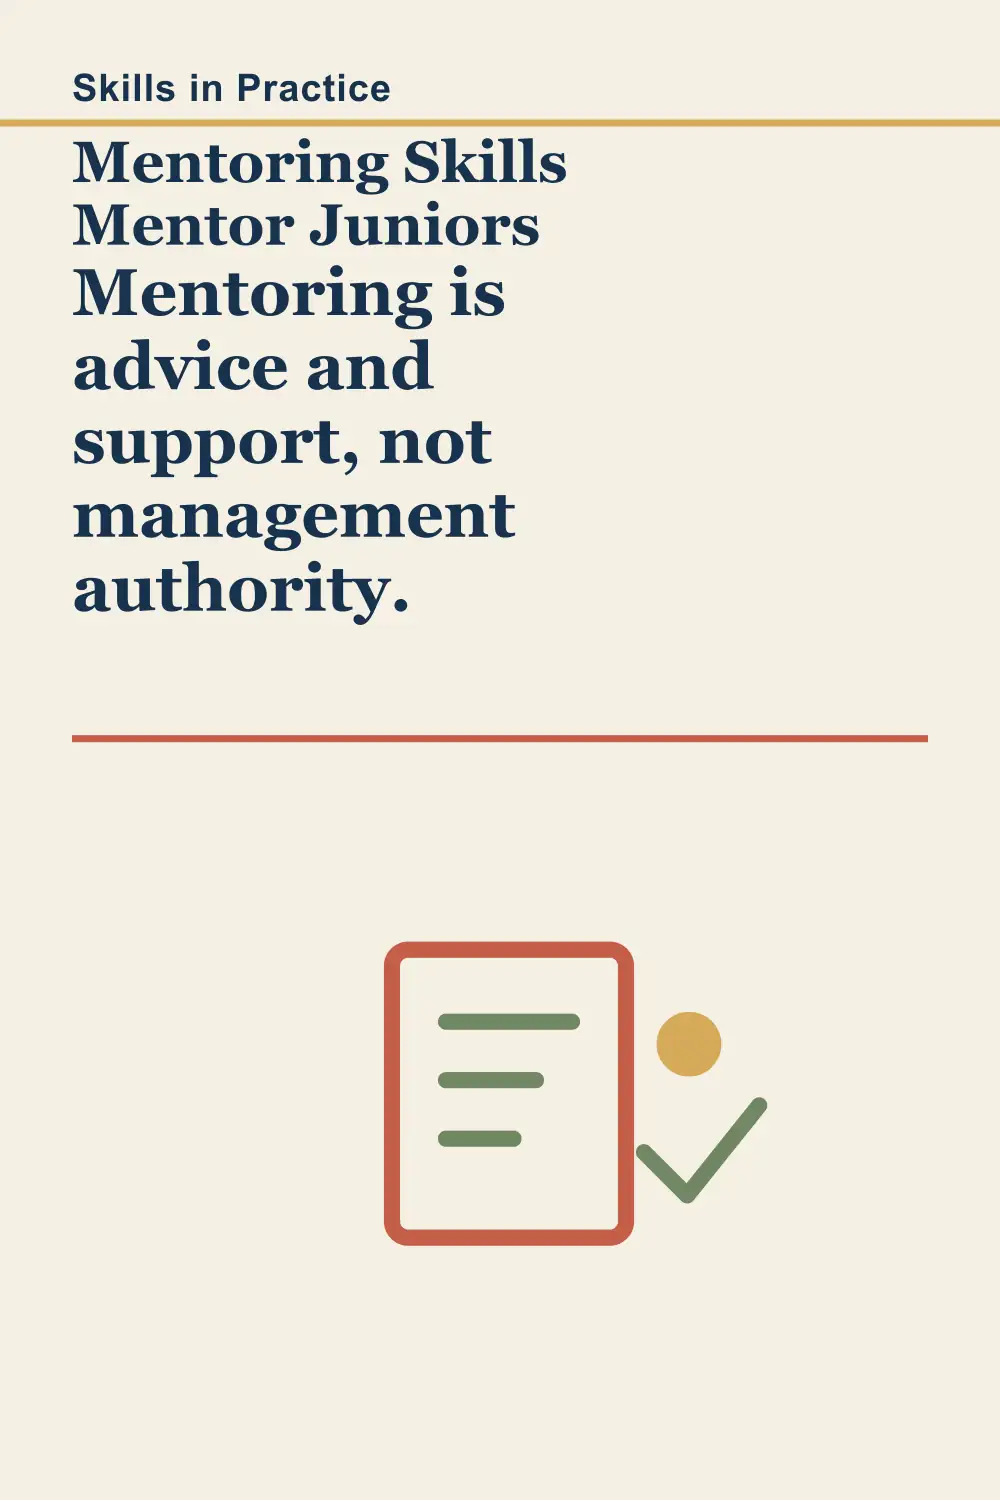 Skills in Practice
Mentoring Skills
Mentor Juniors
Mentoring is
advice and
support, not
management
authority.